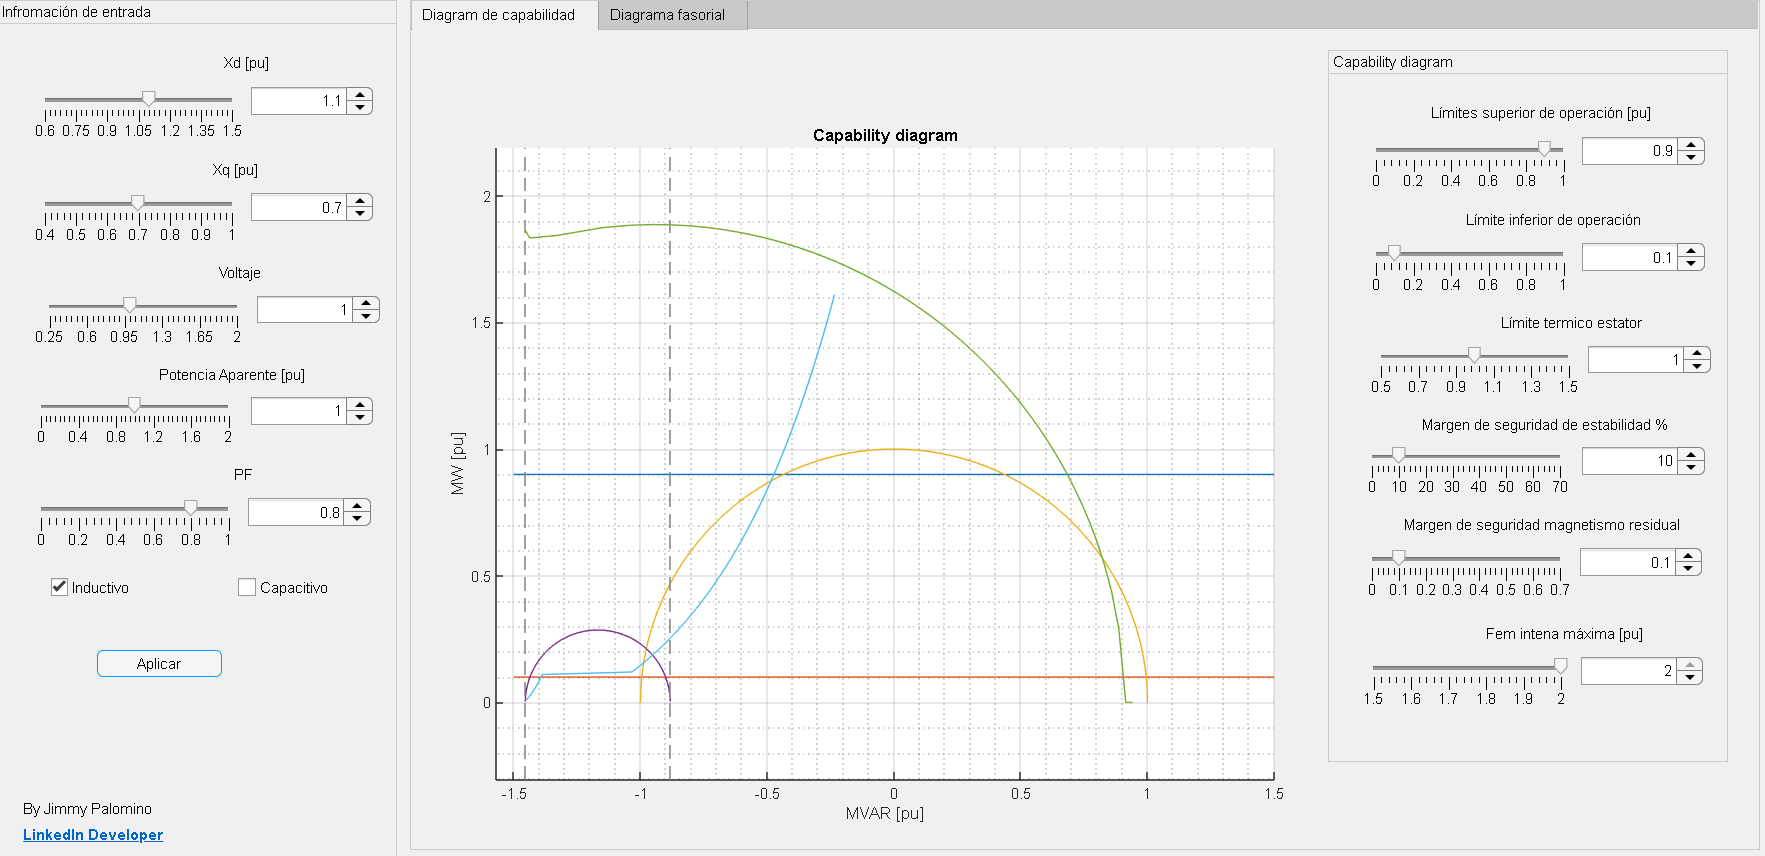 Infromación de entrada
Xd [pu]
1.1
0.6 0.75 0.9 1.05 1.2 1.35 1.5
Xq [pu]
0.7
0.4 0.5 0.6 0.7 0.8 0.9 1
Voltaje
1
0.25 0.6 0.95 1.3 1.65 2
Potencia Aparente [pu]
1
0 0.4 0.8 1.2 1.6 2
PF
0.8
0 0.2 0.4 0.6 0.8 1
Inductivo Capacitivo
Aplicar
By Jimmy Palomino
LinkedIn Developer
Diagram de capabilidad Diagrama fasorial
Capability diagram
2
1.5
1
0.5
0
MW [pu]
-1.5 -1 -0.5 0 0.5 1 1.5
MVAR [pu]
Capability diagram
Límites superior de operación [pu]
0.9
0 0.2 0.4 0.6 0.8 1
Límite inferior de operación
0.1
0 0.2 0.4 0.6 0.8 1
Límite termico estator
1
0.5 0.7 0.9 1.1 1.3 1.5
Margen de seguridad de estabilidad %
10
0 10 20 30 40 50 60 70
Margen de seguridad magnetismo residual
0.1
0 0.1 0.2 0.3 0.4 0.5 0.6 0.7
Fem intena máxima [pu]
2
1.5 1.6 1.7 1.8 1.9 2